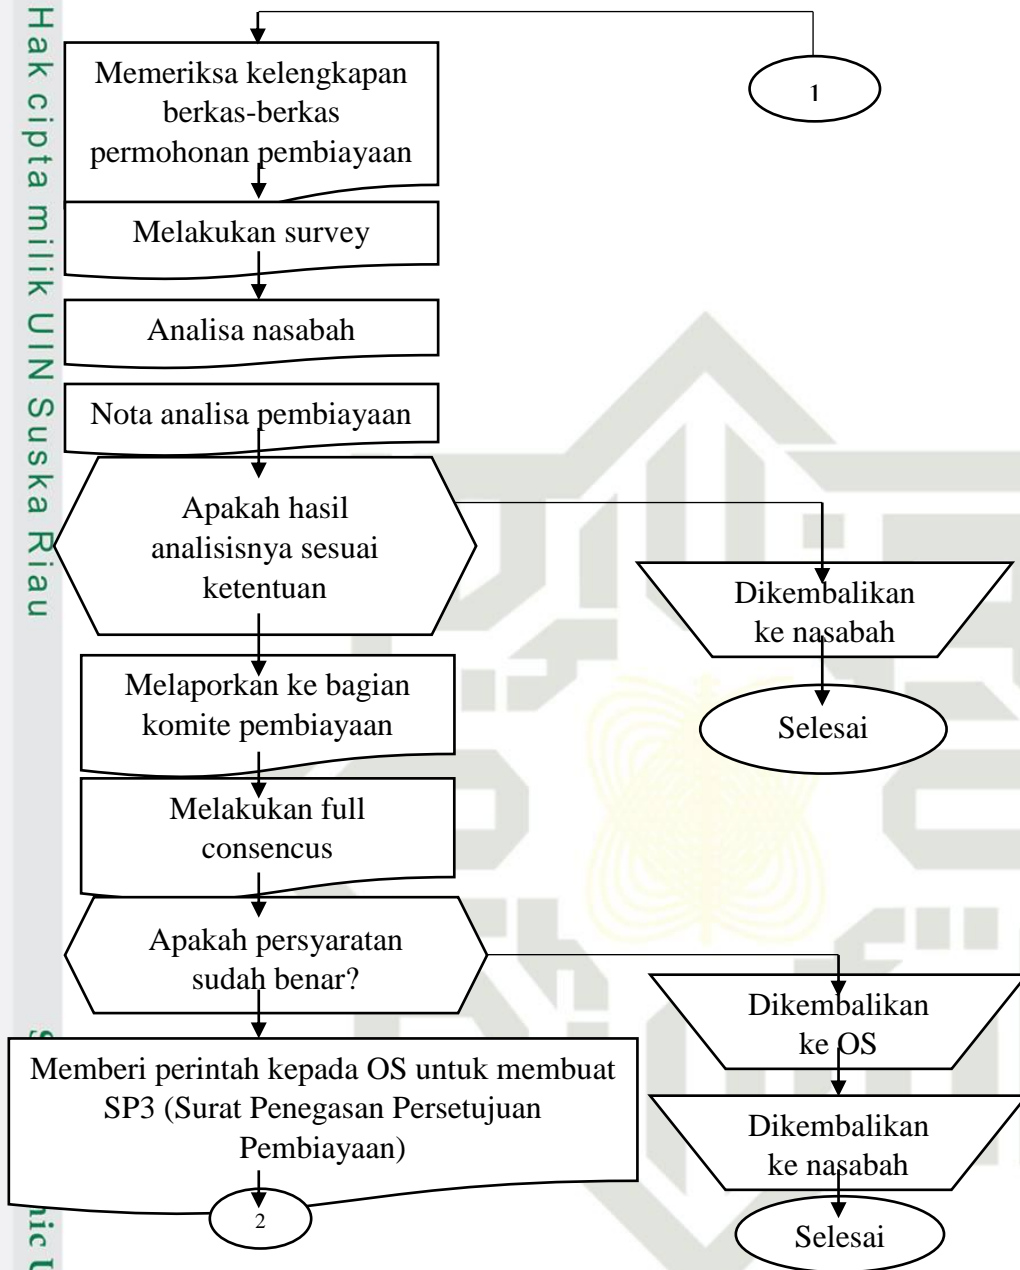 Hak cipta milik UIN Suska Riau
1
Memeriksa kelengkapan
berkas-berkas
permohonan pembiayaan
Melakukan survey
Analisa nasabah
Nota analisa pembiayaan
Apakah hasil
analisisnya sesuai
ketentuan
Dikembalikan
ke nasabah
Selesai
Melaporkan ke bagian
komite pembiayaan
Melakukan full
consencus
Apakah persyaratan
sudah benar?
Dikembalikan
ke OS
Memberi perintah kepada OS untuk membuat
SP3 (Surat Penegasan Persetujuan
Pembiayaan)
Dikembalikan
ke nasabah
2
Selesai